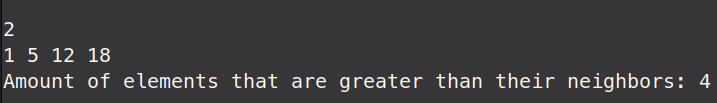 2
1 5 12 18
Amount of elements that are greater than their neighbors: 4